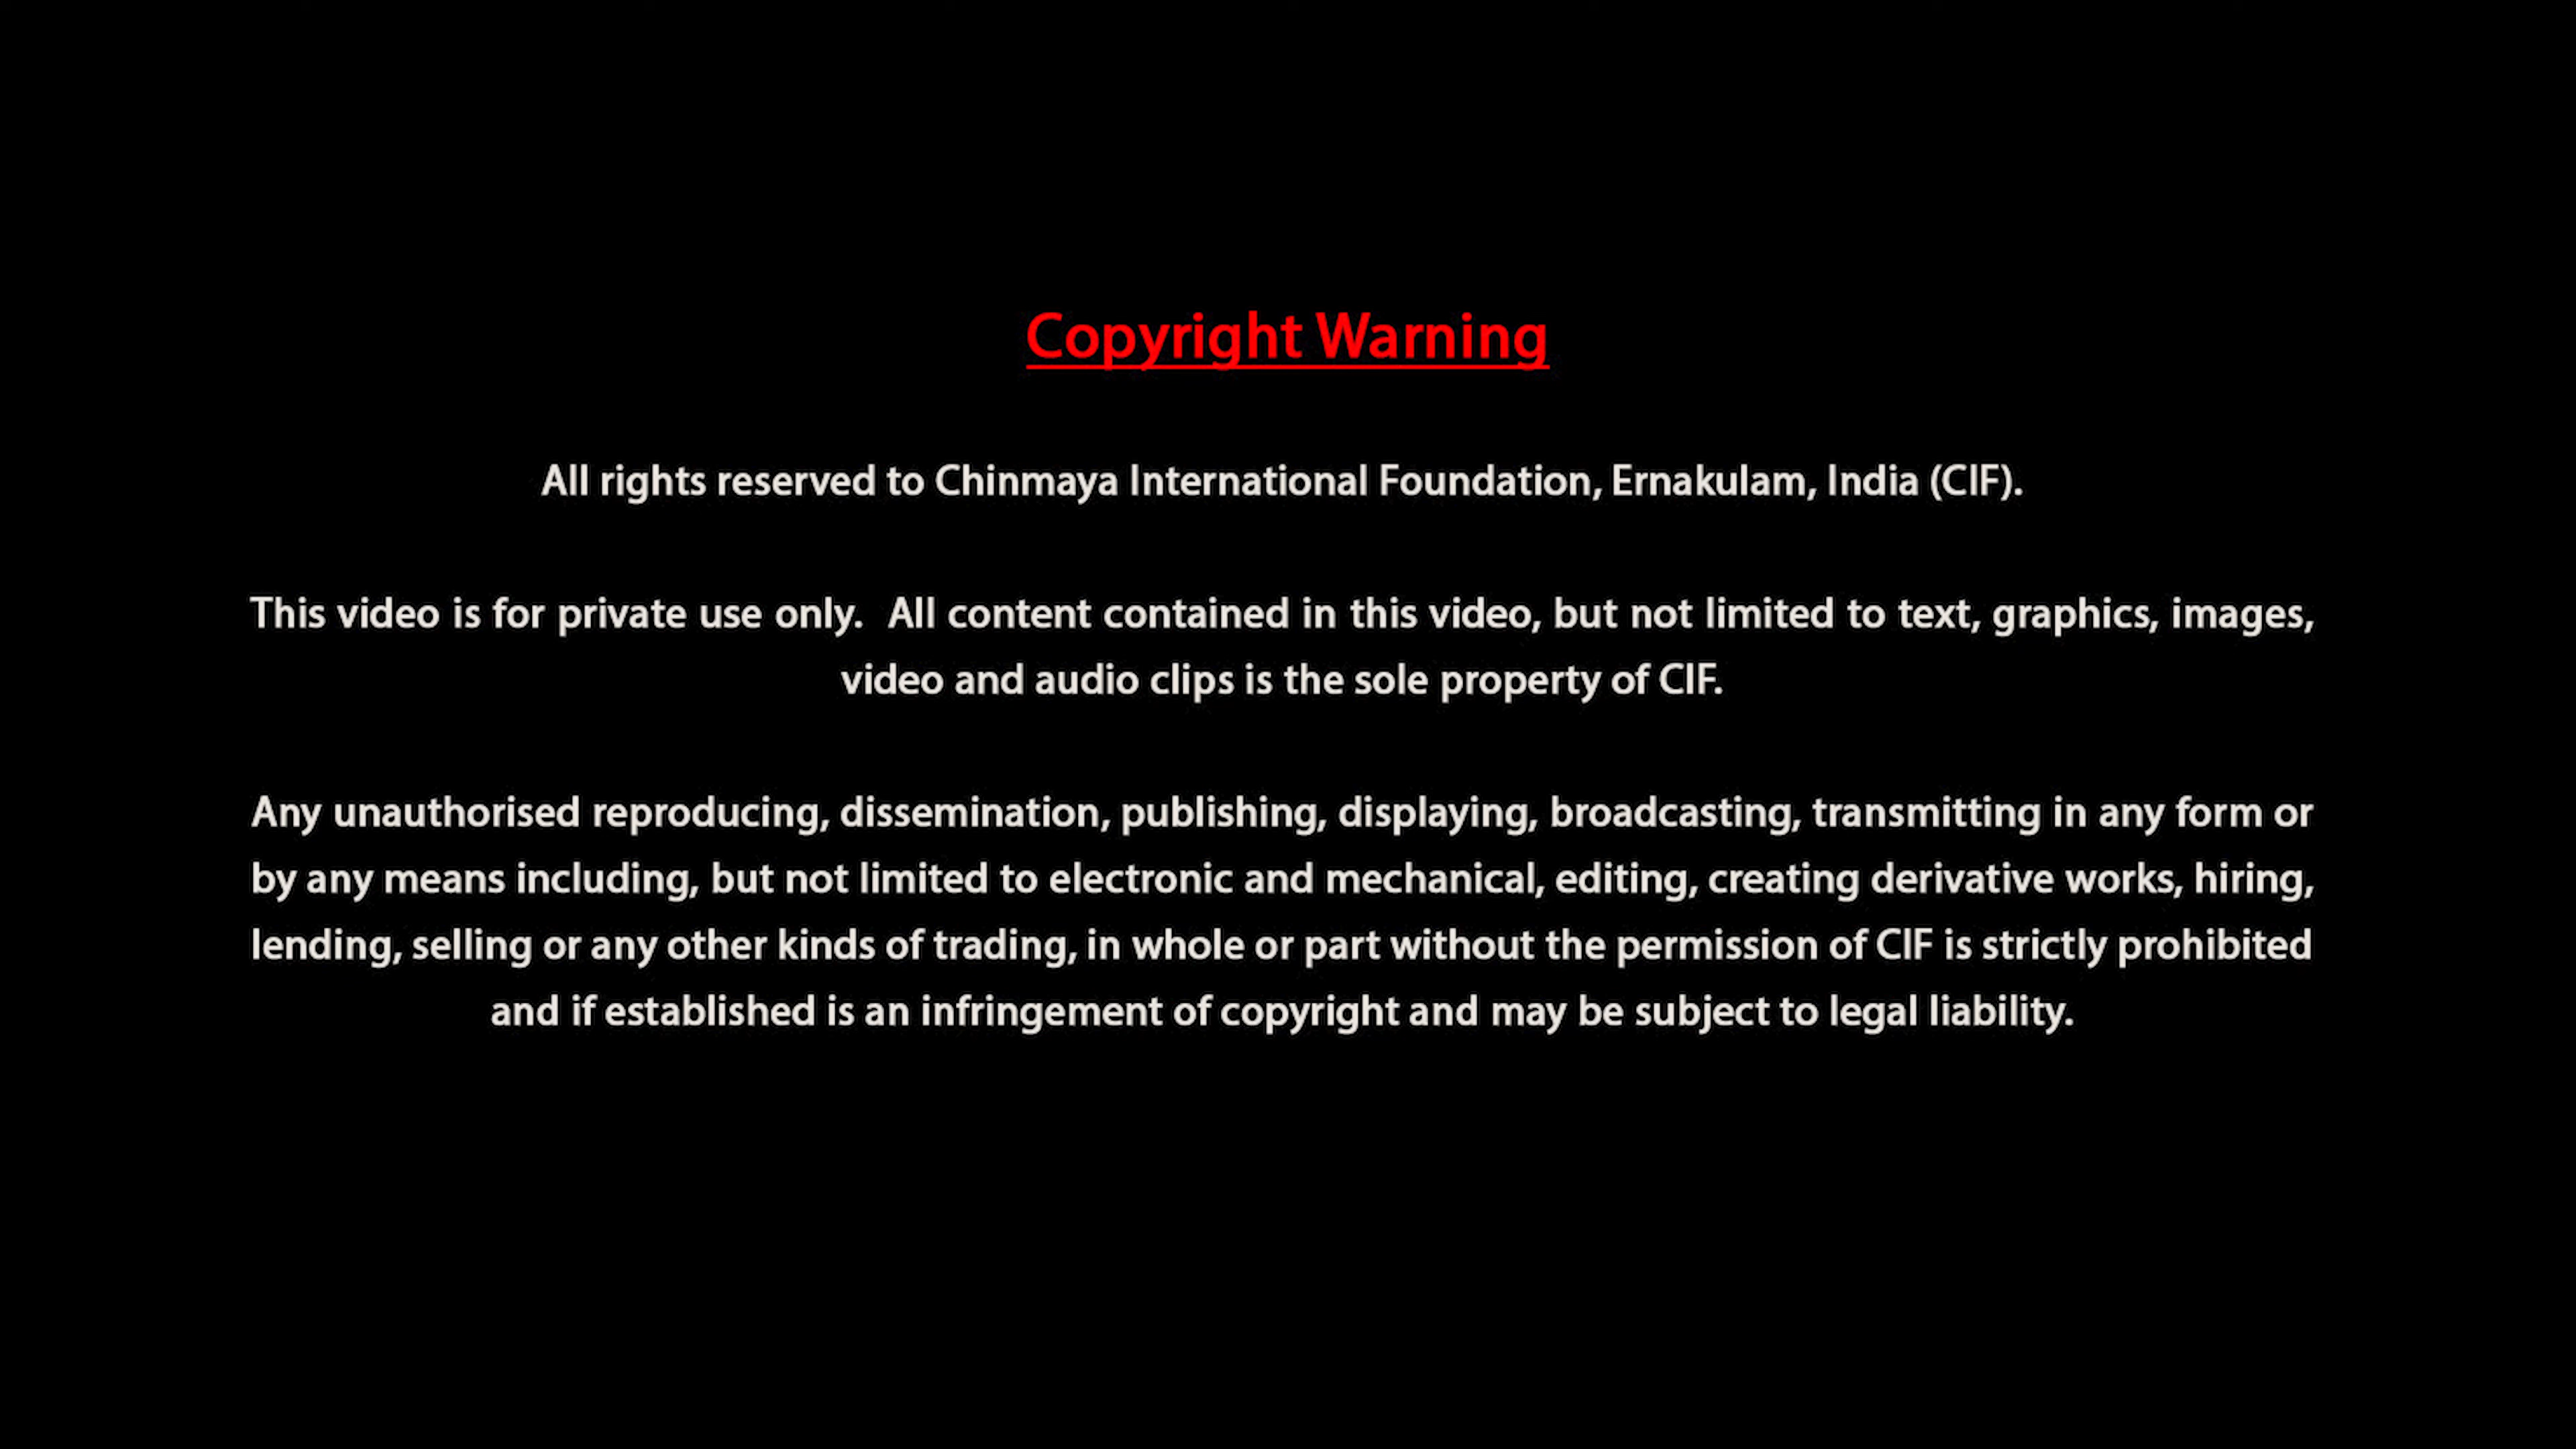 Copyright Warning
All rights reserved to Chinmaya International Foundation, Ernakulam, India (CIF).
This video is for private use only.  All content contained in this video, but not limited to text, graphics, images,
video and audio clips is the sole property of CIF.
Any unauthorised reproducing, dissemination, publishing, displaying, broadcasting, transmitting in any form or
by any means including, but not limited to electronic and mechanical, editing, creating derivative works, hiring,
lending, selling or any other kinds of trading, in whole or part without the permission of CIF is strictly prohibited
and if established is an infringement of copyright and may be subject to legal liability.